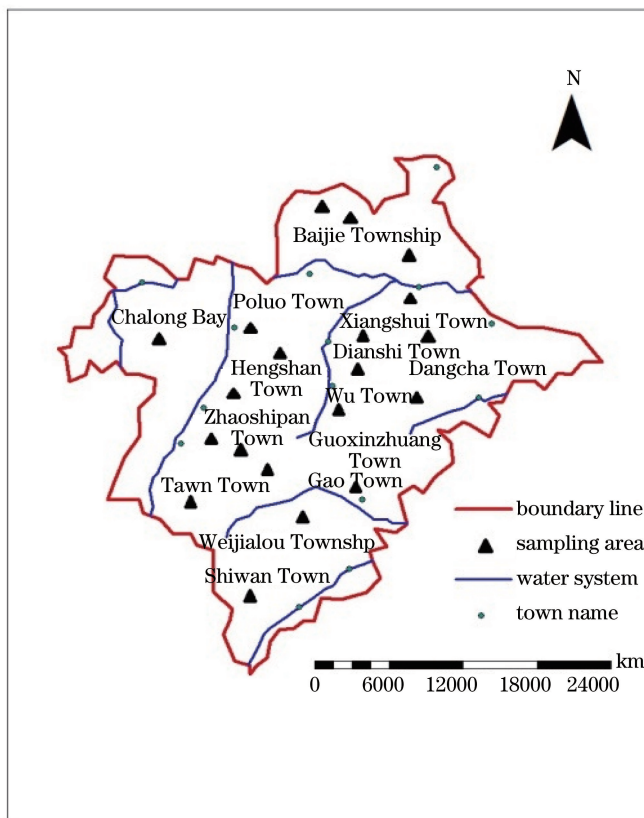 N
Baijie Township
Poluo Town
Chalong Bay
Xiangshui Town
Dianshi Town
Hengshan
Town
Dangcha Town
Wu Town
Zhaoshipan
Town
Guoxinzhuang
Town
Gao Town
Tawn Town
boundary line
sampling area
Weijialou Townshp
water system
Shiwan Town
town name
km
0 6000 12000 18000 24000